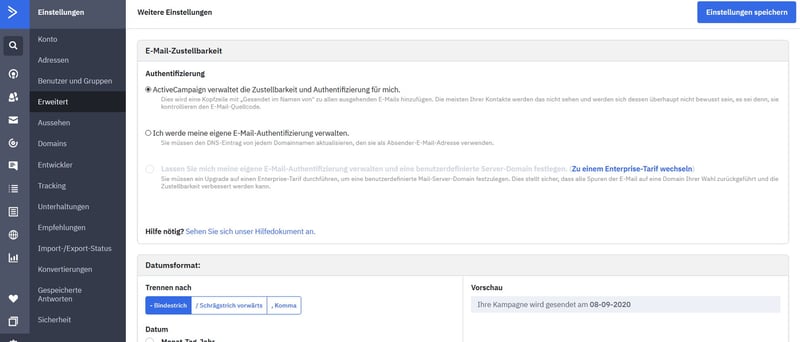 Einstellungen
Weitere Einstellungen
Einstellungen speichern
Konto
Adressen
Benutzer und Gruppen
Erweitert
Aussehen
Domains
Entwickler
Tracking
Unterhaltungen
Empfehlungen
Import-/Export-Status
Konvertierungen
Gespeicherte
Antworten
Sicherheit
E-Mail-Zustellbarkeit
Authentifizierung
ActiveCampaign verwaltet die Zustellbarkeit und Authentifizierung für mich.
Dies wird eine Kopfzeile mit „Gesendet im Namen von“ zu allen ausgehenden E-Mails hinzufügen. Die meisten Ihrer Kontakte werden das nicht sehen und werden sich dessen überhaupt nicht bewusst sein, es sei denn, sie
kontrollieren den E-Mail-Quellcode.
Ich werde meine eigene E-Mail-Authentifizierung verwalten.
Sie müssen den DNS-Eintrag von jedem Domainnamen aktualisieren, den sie als Absender-E-Mail-Adresse verwenden.
Lassen Sie mich meine eigene E-Mail-Authentifizierung verwalten und eine benutzerdefinierte Server-Domain festlegen. (Zu einem Enterprise-Tarif wechseln)
Sie müssen ein Upgrade auf einen Enterprise-Tarif durchführen, um eine benutzerdefinierte Mail-Server-Domain festzulegen. Dies stellt sicher, dass alle Spuren der E-Mail auf eine Domain Ihrer Wahl zurückgeführt und die
Zustellbarkeit verbessert werden kann.
Hilfe nötig? Sehen Sie sich unser Hilfedokument an.
Datumsformat:
Trennen nach
- Bindestrich
/ Schrägstrich vorwärts
, Komma
Vorschau
Ihre Kampagne wird gesendet am 08-09-2020
Datum
Monat-Tag-Jahr